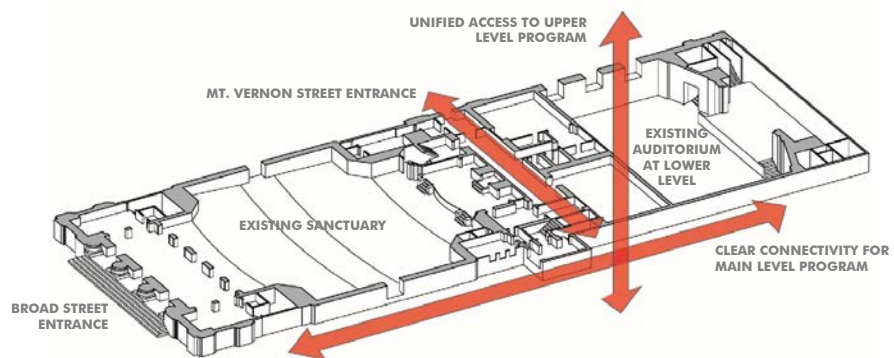 UNIFIED ACCESS TO UPPER
LEVEL PROGRAM
MT. VERNON STREET ENTRANCE
EXISTING
AUDITORIUM
AT LOWER
LEVEL
EXISTING SANCTUARY
CLEAR CONNECTIVITY FOR
MAIN LEVEL PROGRAM
BROAD STREET
ENTRANCE